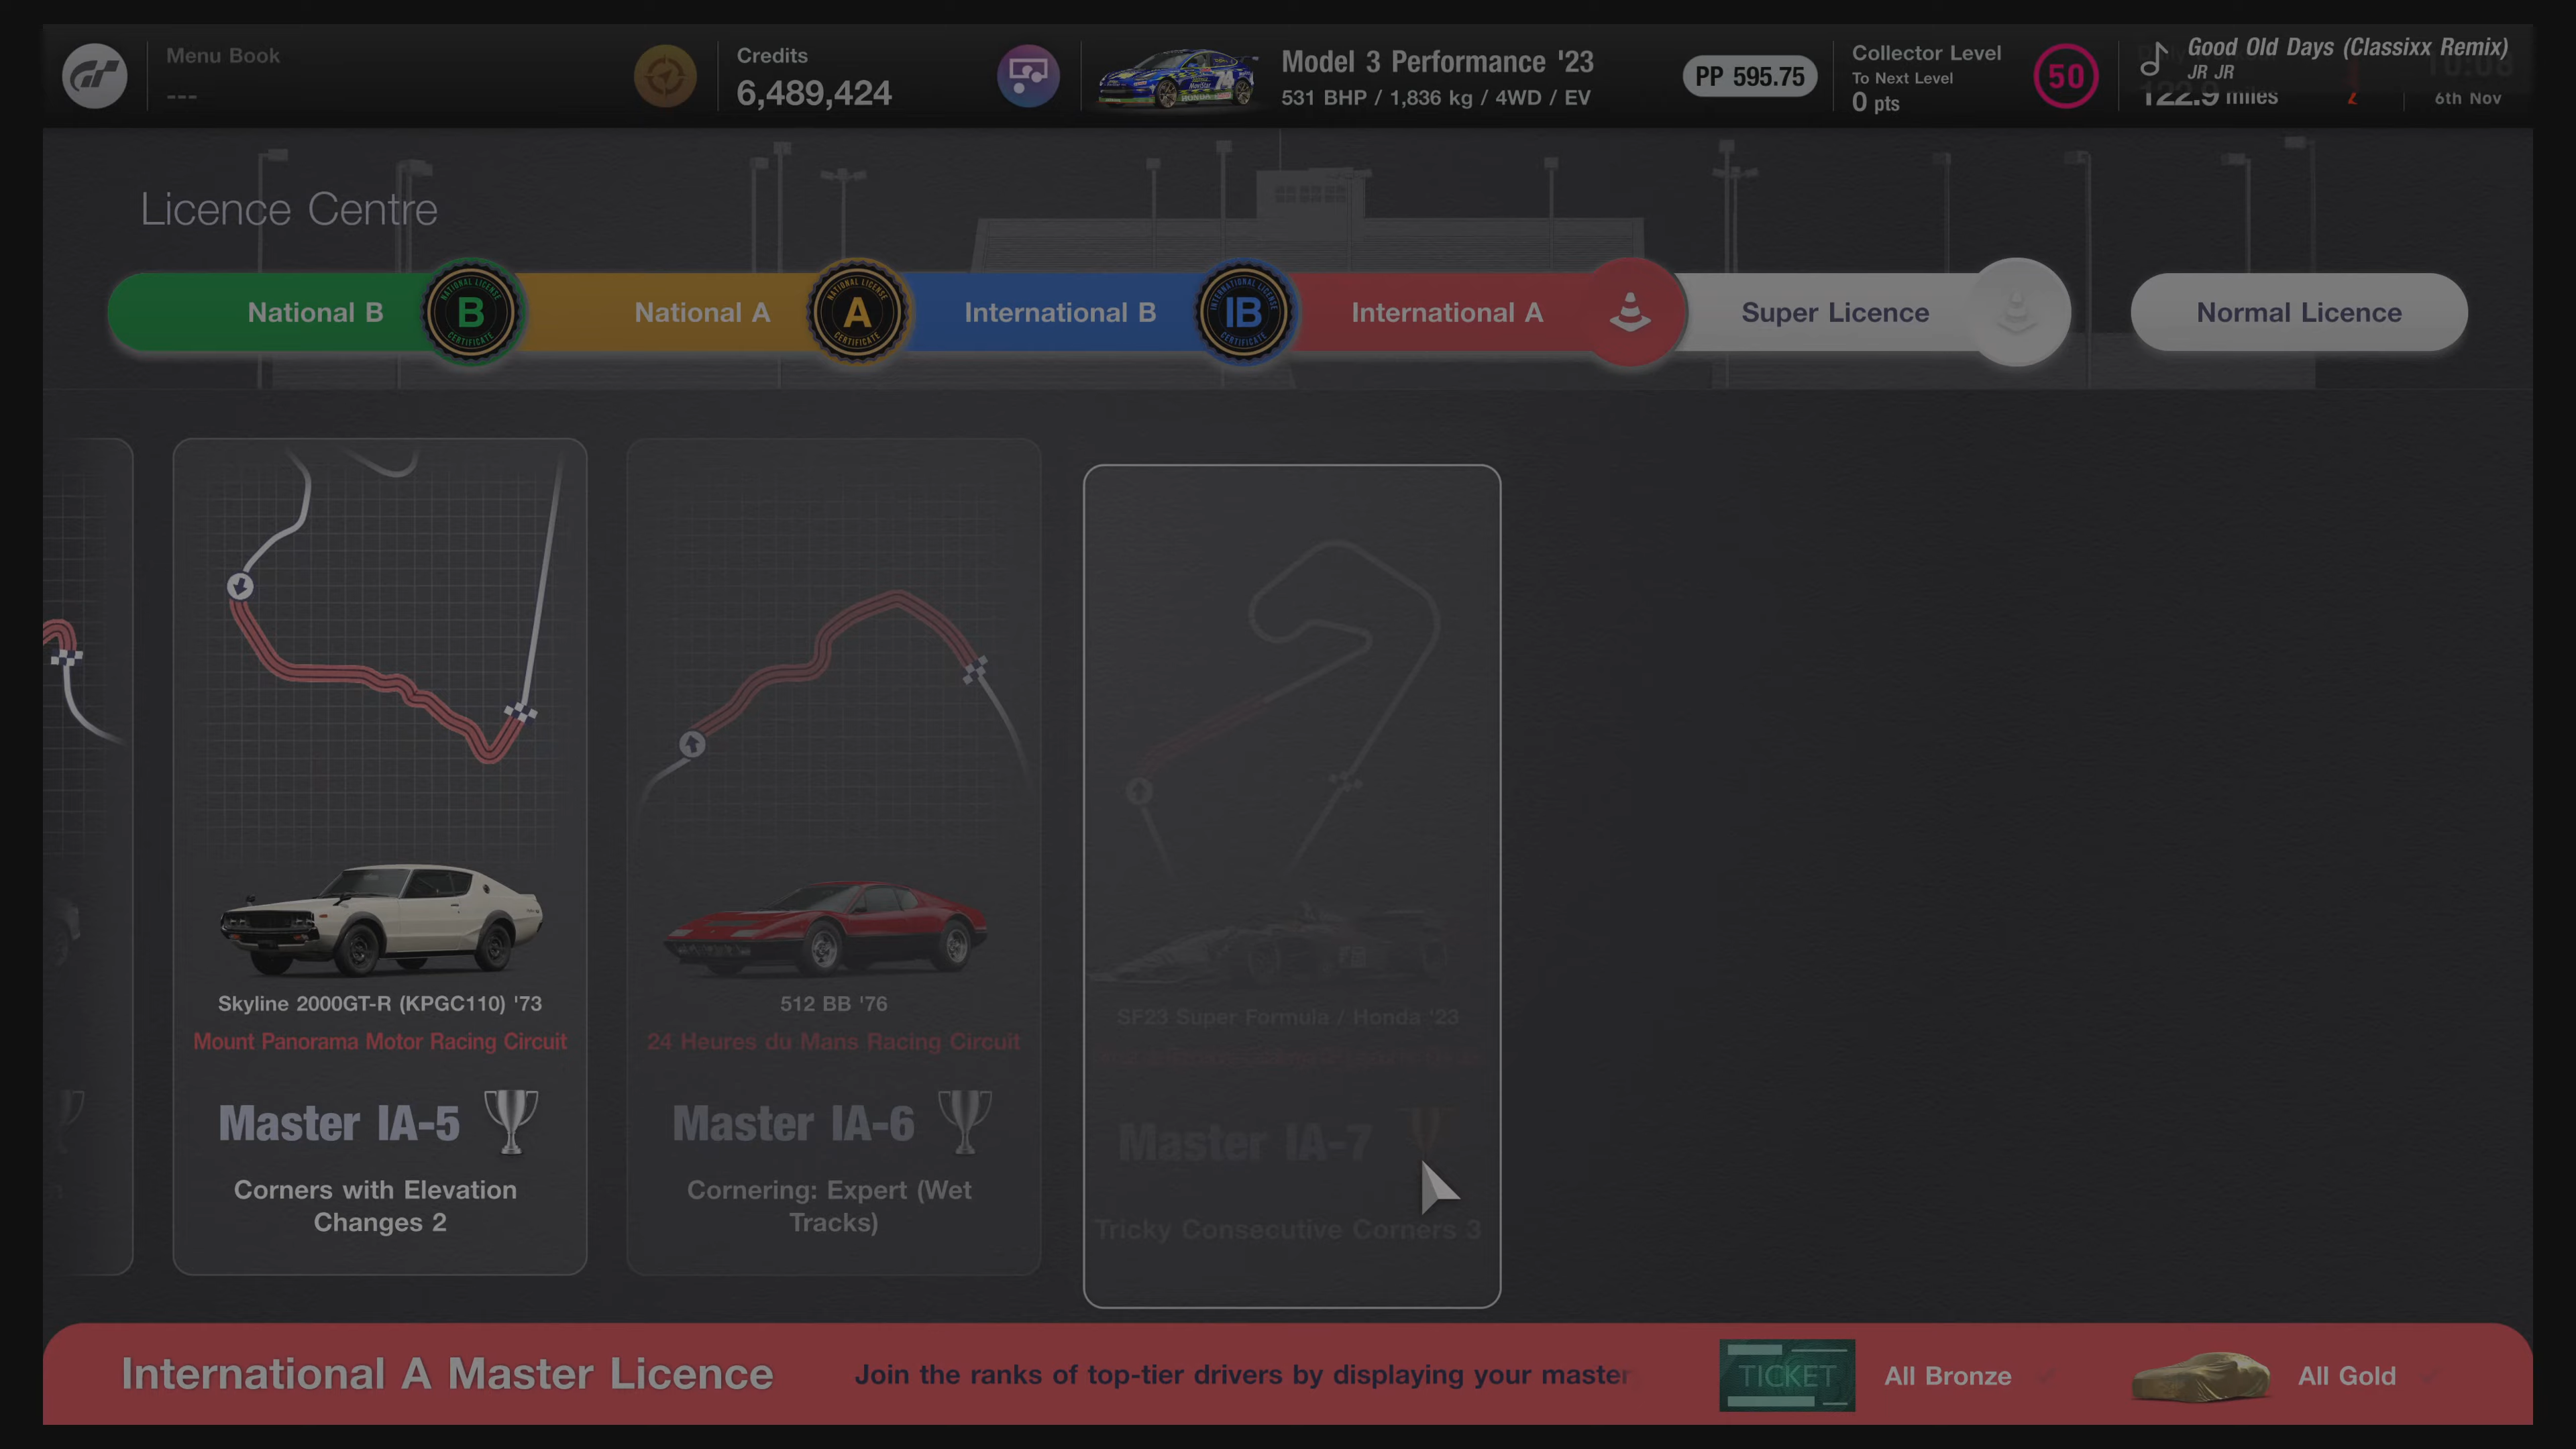 Menu Book
---
Credits
6,489,424
Model 3 Performance '23
531 BHP / 1,836 kg / 4WD / EV
PP 595.75
Collector Level
To Next Level
0 pts
50
Good Old Days (Classixx Remix)
JR JR
122.9 miles
10:08
6th Nov
Licence Centre
National B
B
National A
A
International B
IB
International A
Super Licence
Normal Licence
Skyline 2000GT-R (KPGC110) '73
Mount Panorama Motor Racing Circuit
Master IA-5
Corners with Elevation
Changes 2
512 BB '76
24 Heures du Mans Racing Circuit
Master IA-6
Cornering: Expert (Wet
Tracks)
SF23 Super Formula / Honda '23
Master IA-7
Tricky Consecutive Corners 3
International A Master Licence
Join the ranks of top-tier drivers by displaying your master
TICKET
All Bronze
All Gold